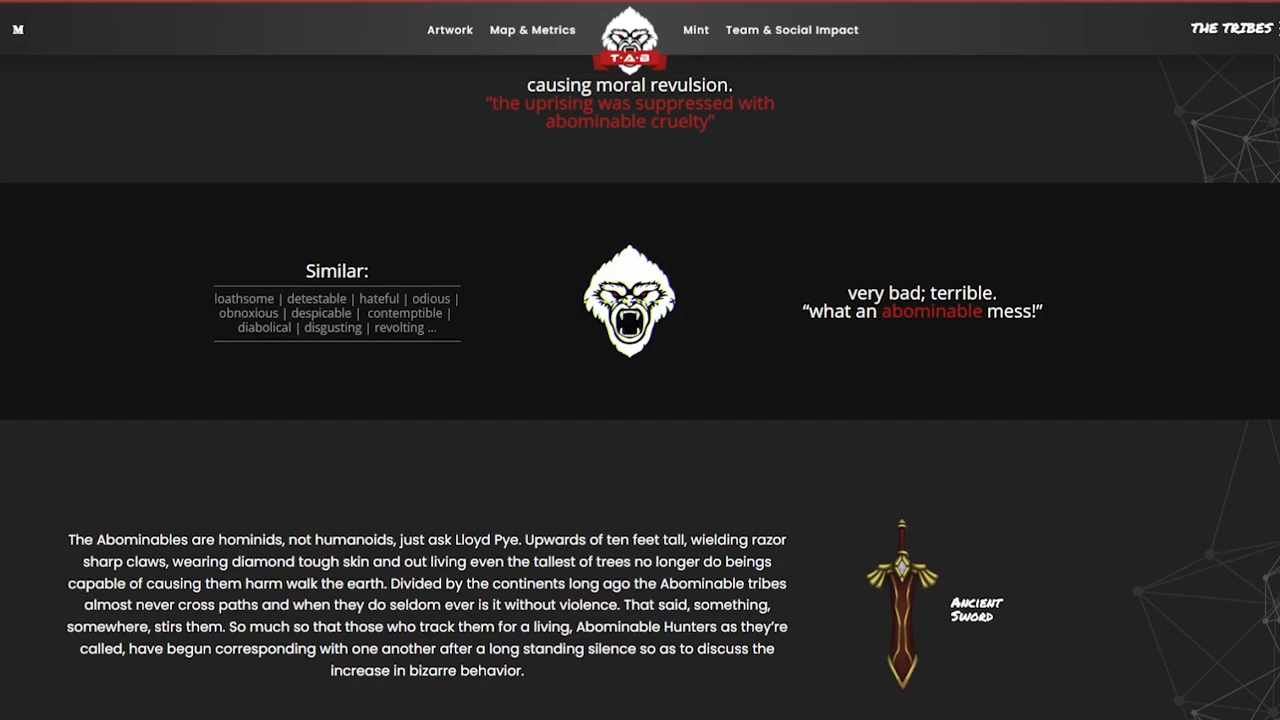 M
Artwork
Map & Metrics
T·A·B
Mint
Team & Social Impact
THE TRIBES
causing moral revulsion.
“the uprising was suppressed with
abominable cruelty”
Similar:
loathsome | detestable | hateful | odious |
obnoxious | despicable | contemptible |
diabolical | disgusting | revolting ...
very bad; terrible.
“what an abominable mess!”
The Abominables are hominids, not humanoids, just ask Lloyd Pye. Upwards of ten feet tall, wielding razor
sharp claws, wearing diamond tough skin and out living even the tallest of trees no longer do beings
capable of causing them harm walk the earth. Divided by the continents long ago the Abominable tribes
almost never cross paths and when they do seldom ever is it without violence. That said, something,
somewhere, stirs them. So much so that those who track them for a living, Abominable Hunters as they’re
called, have begun corresponding with one another after a long standing silence so as to discuss the
increase in bizarre behavior.
Ancient
Sword